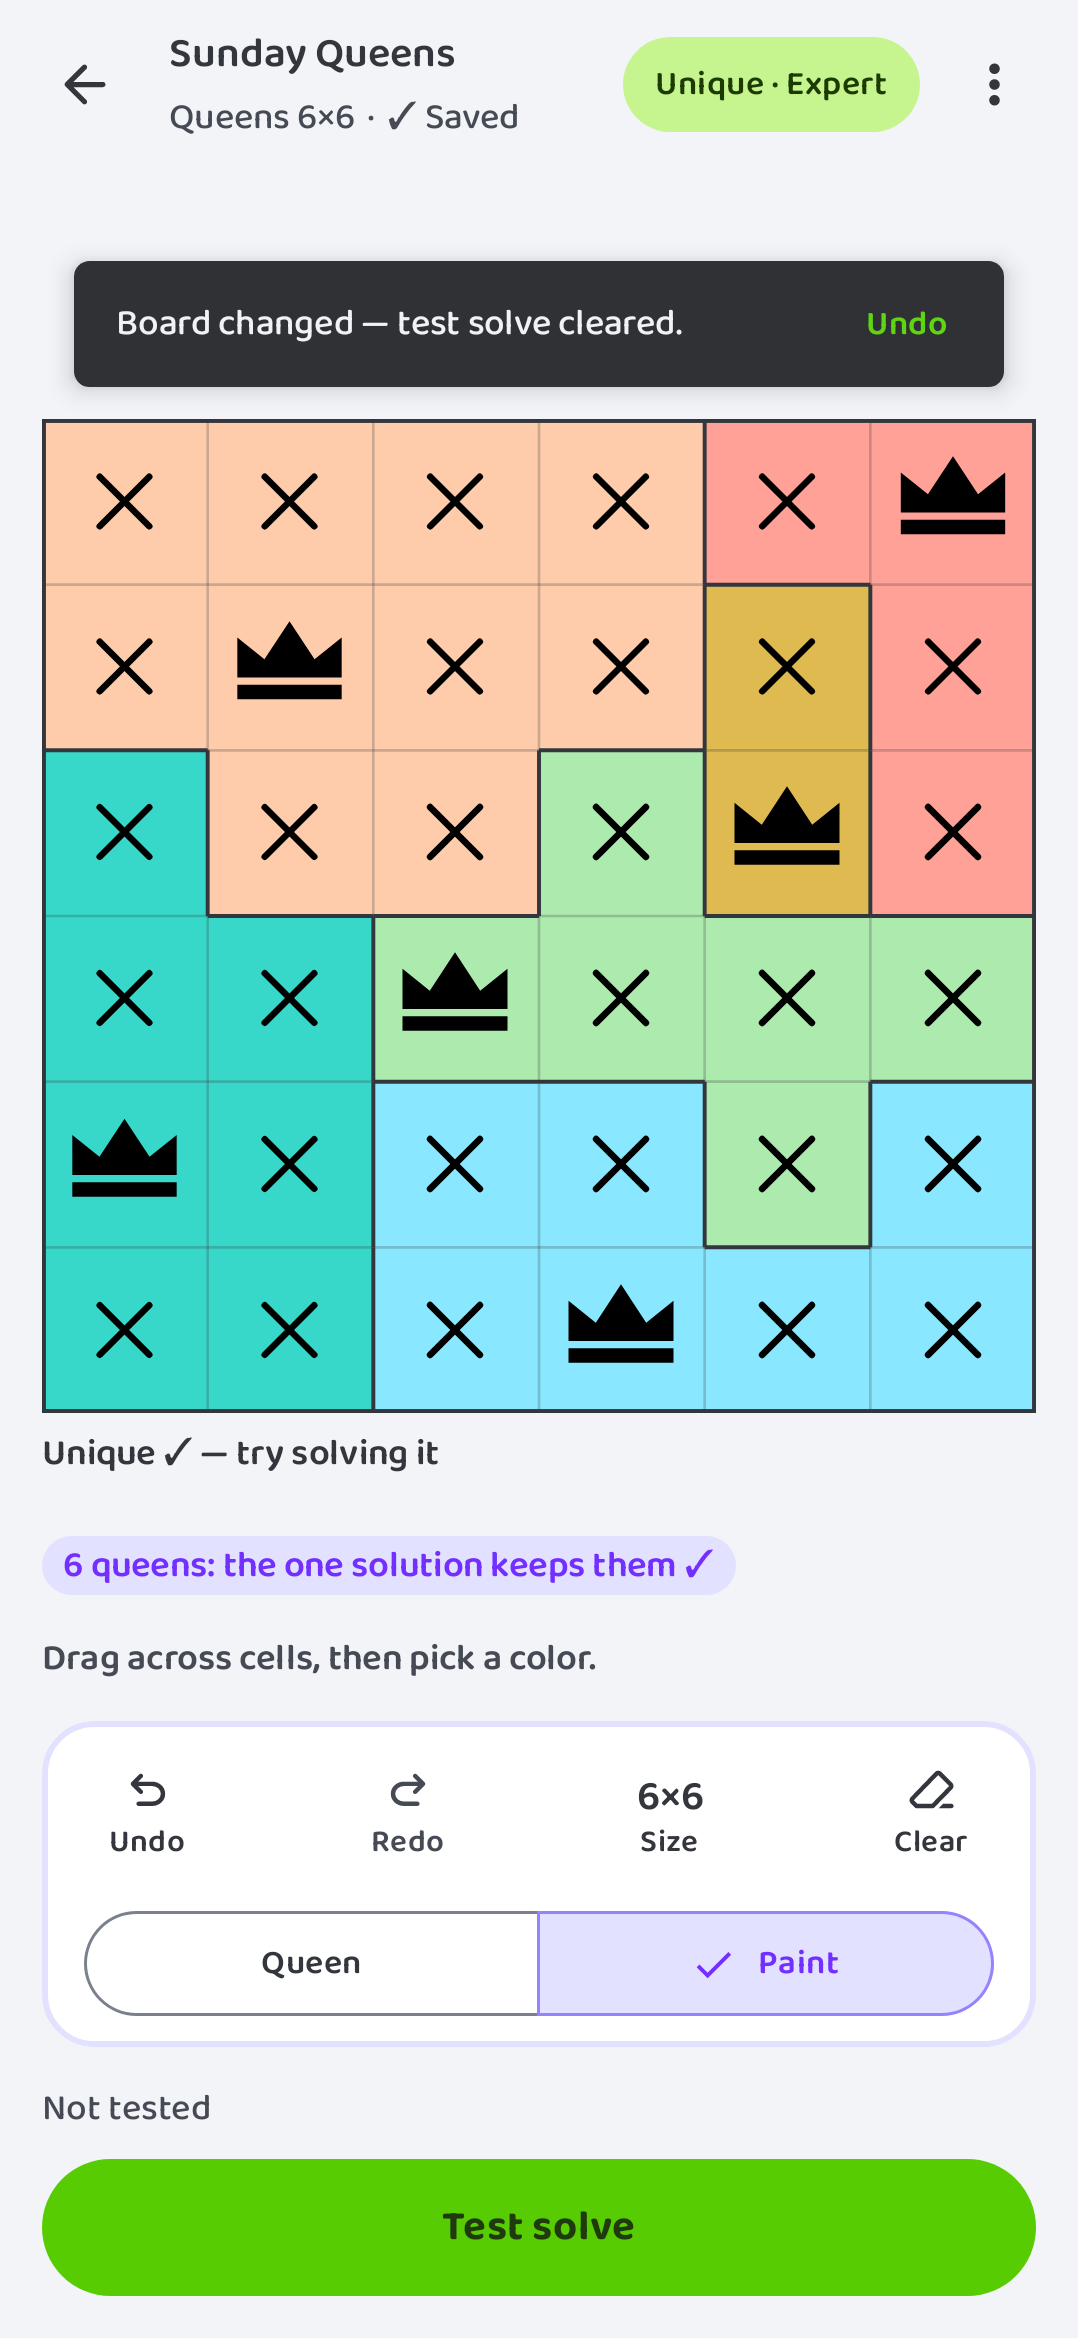 Sunday Queens
Queens 6×6 · ✓ Saved
Unique · Expert
Board changed — test solve cleared.
Undo
Unique ✓ — try solving it
6 queens: the one solution keeps them ✓
Drag across cells, then pick a color.
Undo
Redo
6×6
Size
Clear
Queen
Paint
Not tested
Test solve